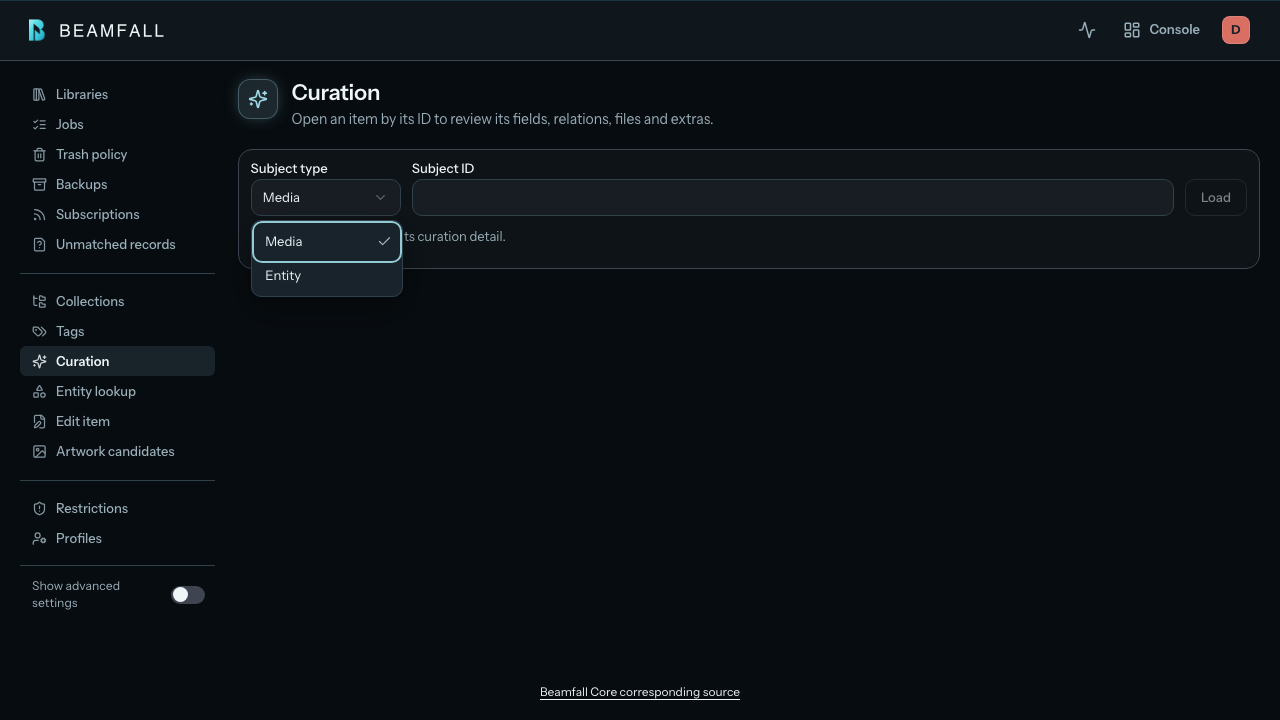 BEAMFALL
Console
D
Libraries
Jobs
Trash policy
Backups
Subscriptions
Unmatched records
Collections
Tags
Curation
Entity lookup
Edit item
Artwork candidates
Restrictions
Profiles
Show advanced
settings
Curation
Open an item by its ID to review its fields, relations, files and extras.
Subject type
Subject ID
Media
Load
Media
Entity
ts curation detail.
Beamfall Core corresponding source